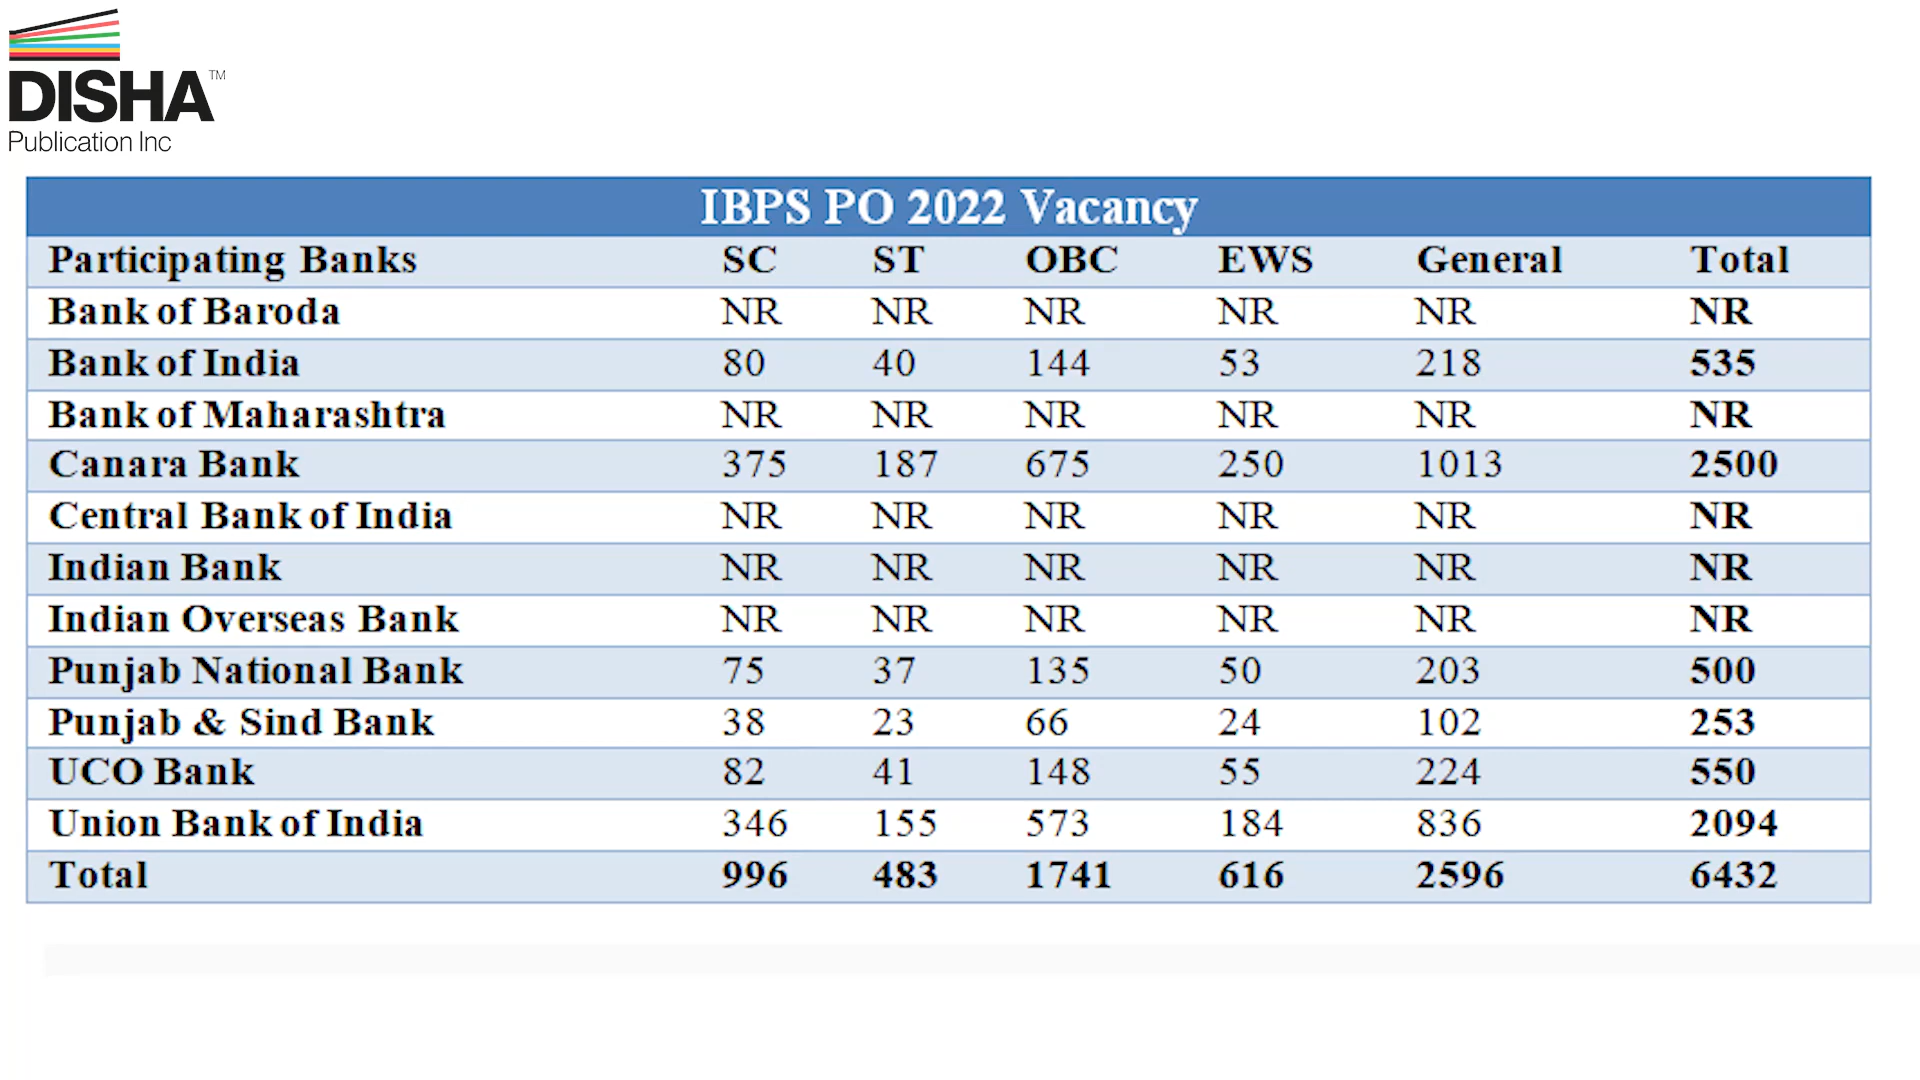 DISHA™
Publication Inc
IBPS PO 2022 Vacancy
Participating Banks SC ST OBC EWS General Total
Bank of Baroda NR NR NR NR NR NR
Bank of India 80 40 144 53 218 535
Bank of Maharashtra NR NR NR NR NR NR
Canara Bank 375 187 675 250 1013 2500
Central Bank of India NR NR NR NR NR NR
Indian Bank NR NR NR NR NR NR
Indian Overseas Bank NR NR NR NR NR NR
Punjab National Bank 75 37 135 50 203 500
Punjab & Sind Bank 38 23 66 24 102 253
UCO Bank 82 41 148 55 224 550
Union Bank of India 346 155 573 184 836 2094
Total 996 483 1741 616 2596 6432